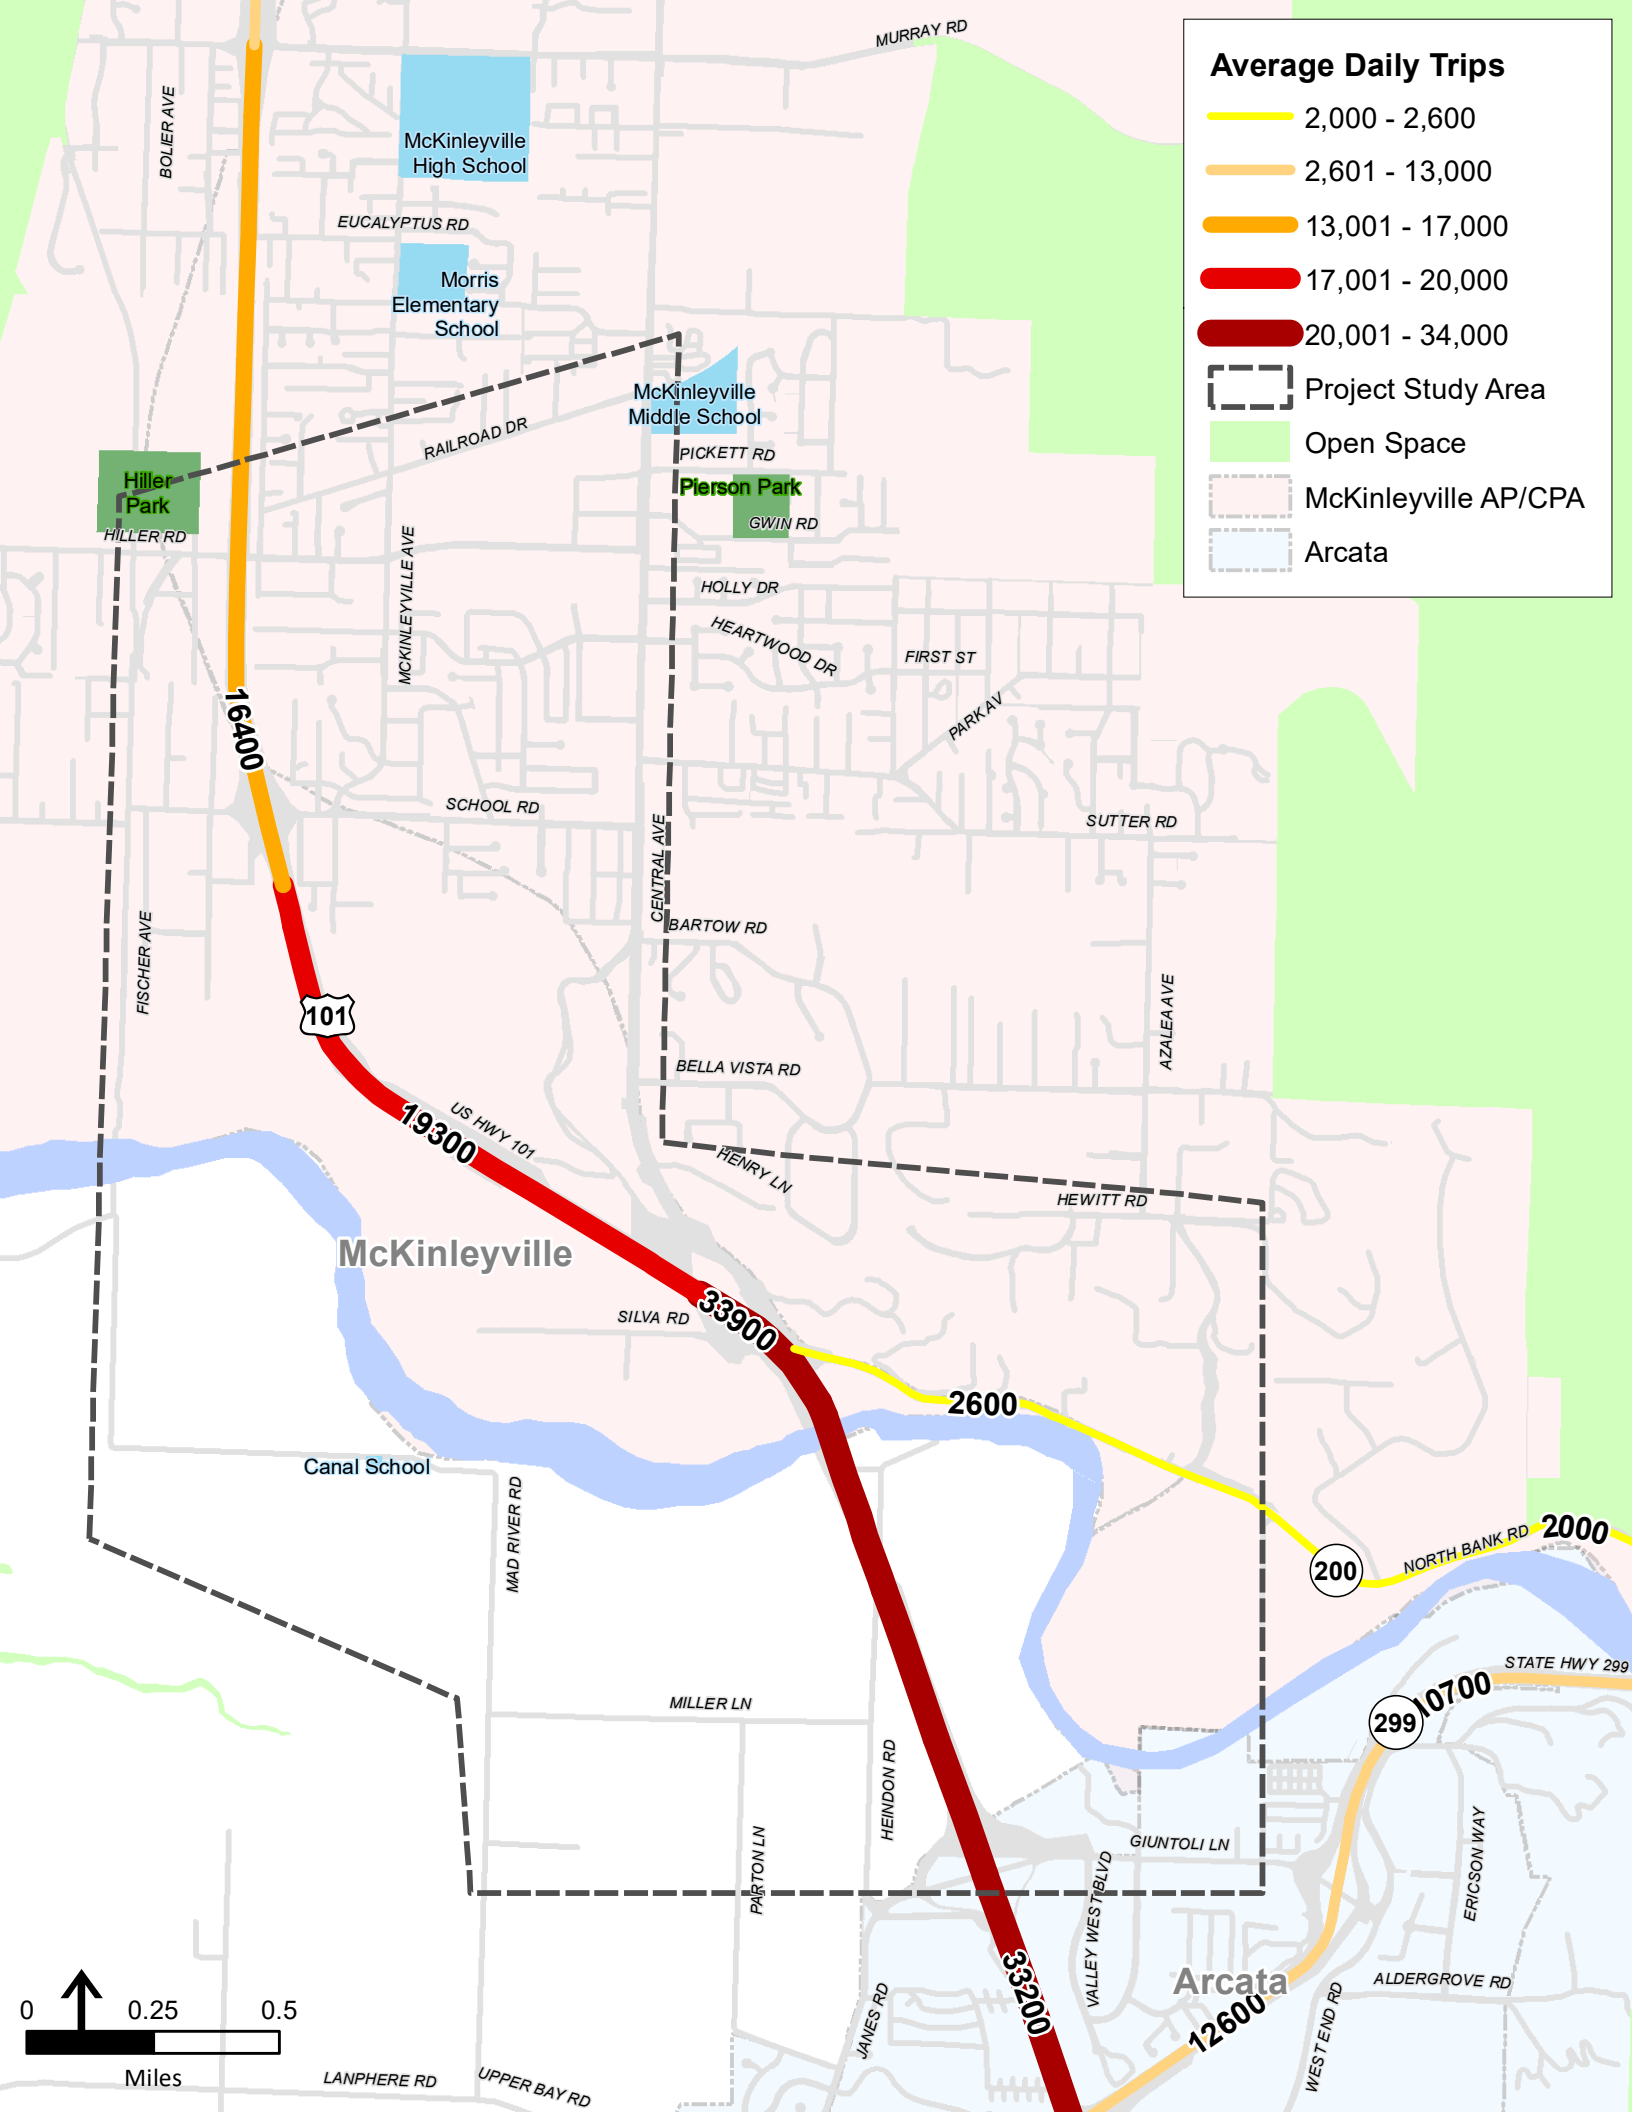 MURRAY RD
BOLIER AVE
McKinleyville
High School
EUCALYPTUS RD
Morris
Elementary
School
McKinleyville
Middle School
RAILROAD DR
PICKETT RD
Hiller
Park
Pierson Park
GWIN RD
HILLER RD
MCKINLEYVILLE AVE
HOLLY DR
HEARTWOOD DR
FIRST ST
PARK AV
16400
SCHOOL RD
SUTTER RD
CENTRAL AVE
BARTOW RD
FISCHER AVE
AZALEA AVE
101
BELLA VISTA RD
US HWY 101
19300
HENRY LN
HEWITT RD
McKinleyville
SILVA RD
33900
2600
Canal School
MAD RIVER RD
200
NORTH BANK RD
2000
STATE HWY 299
10700
299
MILLER LN
HEINDON RD
PARTON LN
GIUNTOLI LN
VALLEY WEST BLVD
ERICSON WAY
33200
Arcata
12600
ALDERGROVE RD
WEST END RD
JANES RD
LANPHERE RD
UPPER BAY RD
0 0.25 0.5
Miles
Average Daily Trips
2,000 - 2,600
2,601 - 13,000
13,001 - 17,000
17,001 - 20,000
20,001 - 34,000
Project Study Area
Open Space
McKinleyville AP/CPA
Arcata